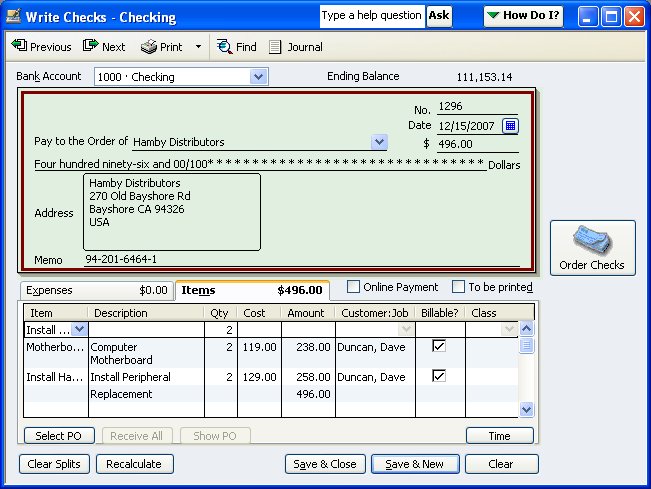 Write Checks - Checking Type a help question Ask How Do I?
Previous Next Print Find Journal
Bank Account 1000 · Checking Ending Balance 111,153.14
No. 1296
Date 12/15/2007
Pay to the Order of Hamby Distributors $ 496.00
Four hundred ninety-six and 00/100* * * * * * * * * * * * * * * * * * * * * * * * * * * * * * Dollars
Hamby Distributors
270 Old Bayshore Rd
Address Bayshore CA 94326
USA
Memo 94-201-6464-1
Order Checks
Expenses $0.00 Items $496.00 Online Payment To be printed
Item Description Qty Cost Amount Customer:Job Billable? Class
Install ... 2
Motherbo... Computer 2 119.00 238.00 Duncan, Dave
Motherboard
Install Ha... Install Peripheral 2 129.00 258.00 Duncan, Dave
Replacement 496.00
Select PO Receive All Show PO Time
Clear Splits Recalculate Save & Close Save & New Clear